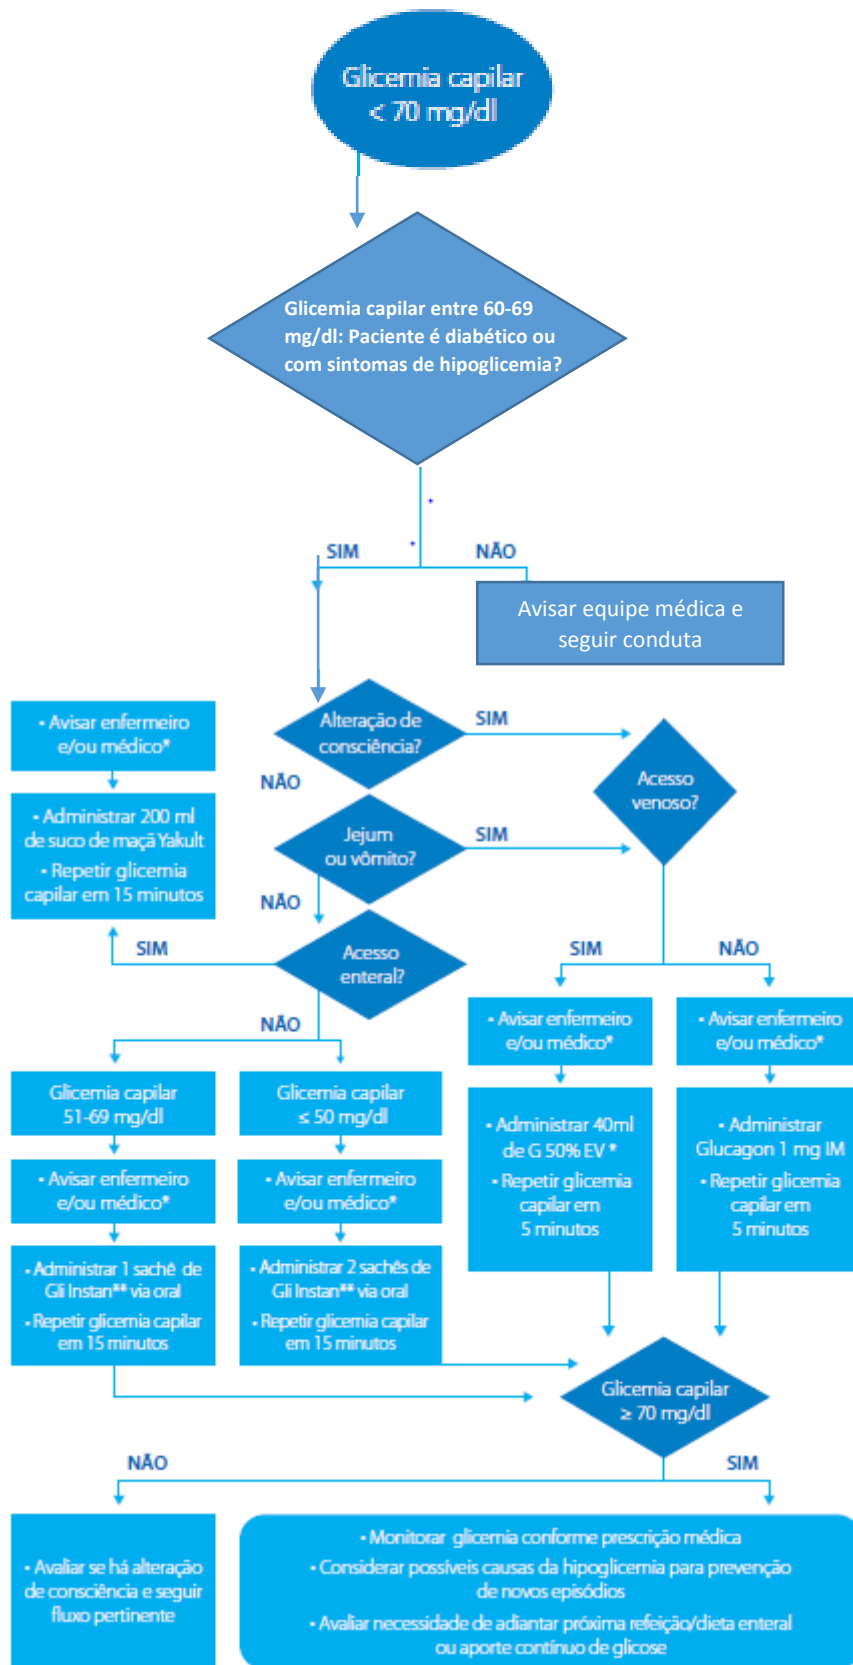 Glicemia capilar
< 70 mg/dl
Glicemia capilar entre 60-69
mg/dl: Paciente é diabético ou
com sintomas de hipoglicemia?
SIM
NÃO
Avisar equipe médica e
seguir conduta
Alteração de
consciência?
SIM
NÃO
• Avisar enfermeiro
e/ou médico*
• Administrar 200 ml
de suco de maçã Yakult
• Repetir glicemia
capilar em 15 minutos
Acesso
venoso?
Jejum
ou vômito?
SIM
NÃO
Acesso
enteral?
SIM
NÃO
SIM
NÃO
• Avisar enfermeiro
e/ou médico*
• Avisar enfermeiro
e/ou médico*
Glicemia capilar
51-69 mg/dl
Glicemia capilar
≤ 50 mg/dl
• Administrar 40ml
de G 50% EV *
• Repetir glicemia
capilar em
5 minutos
• Administrar
Glucagon 1 mg IM
• Repetir glicemia
capilar em
5 minutos
• Avisar enfermeiro
e/ou médico*
• Avisar enfermeiro
e/ou médico*
• Administrar 1 sachê de
Gli Instan** via oral
• Repetir glicemia capilar
em 15 minutos
• Administrar 2 sachês de
Gli Instan** via oral
• Repetir glicemia capilar
em 15 minutos
Glicemia capilar
≥ 70 mg/dl
NÃO
SIM
• Avaliar se há alteração
de consciência e seguir
fluxo pertinente
• Monitorar glicemia conforme prescrição médica
• Considerar possíveis causas da hipoglicemia para prevenção
de novos episódios
• Avaliar necessidade de adiantar próxima refeição/dieta enteral
ou aporte contínuo de glicose